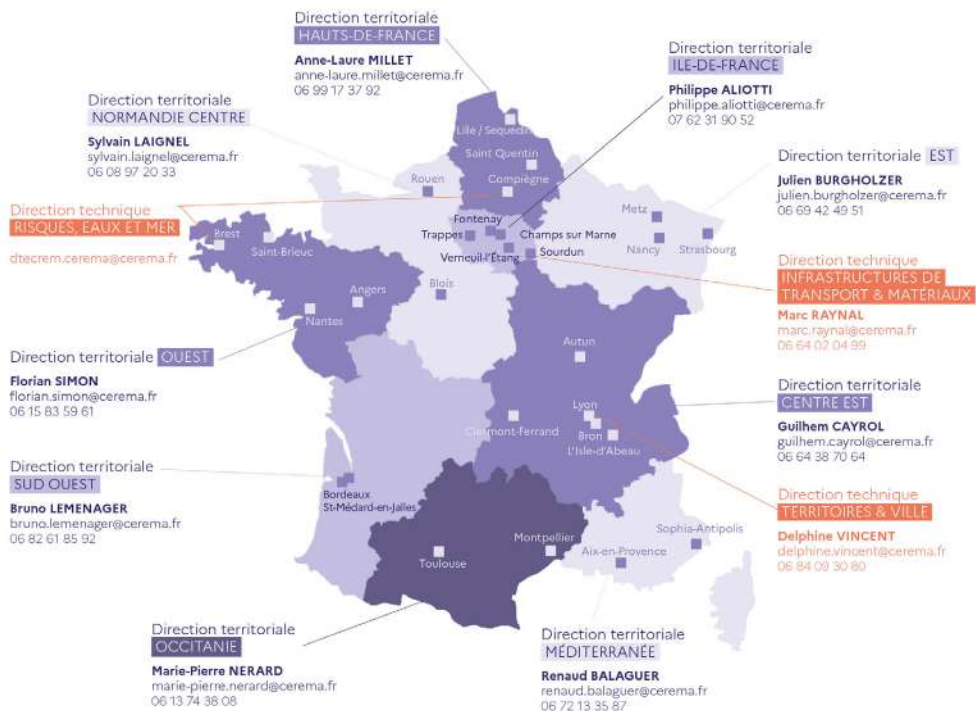 Direction territoriale
HAUTS-DE-FRANCE
Anne-Laure MILLET
anne-laure.millet@cerema.fr
06 99 17 37 92
Direction territoriale
ILE-DE-FRANCE
Philippe ALIOTTI
philippe.aliotti@cerema.fr
07 62 31 90 52
Direction territoriale
NORMANDIE CENTRE
Sylvain LAIGNEL
sylvain.laignel@cerema.fr
06 08 97 20 33
Direction territoriale EST
Julien BURGHOLZER
julien.burgholzer@cerema.fr
06 69 42 49 51
Direction technique
RISQUES, EAUX ET MER
dtecrem.cerema@cerema.fr
Direction technique
INFRASTRUCTURES DE
TRANSPORT & MATÉRIAUX
Marc RAYNAL
marc.raynal@cerema.fr
06 64 02 04 99
Direction territoriale OUEST
Florian SIMON
florian.simon@cerema.fr
06 15 83 59 61
Direction territoriale
CENTRE EST
Guilhem CAYROL
guilhem.cayrol@cerema.fr
06 64 38 70 64
Direction territoriale
SUD OUEST
Bruno LEMENAGER
bruno.lemenager@cerema.fr
06 82 61 85 92
Direction technique
TERRITOIRES & VILLE
Delphine VINCENT
delphine.vincent@cerema.fr
06 84 09 30 80
Direction territoriale
OCCITANIE
Marie-Pierre NERARD
marie-pierre.nerard@cerema.fr
06 13 74 38 08
Direction territoriale
MÉDITERRANÉE
Renaud BALAGUER
renaud.balaguer@cerema.fr
06 72 13 35 87
Lille / Sequedin
Saint Quentin
Compiègne
Rouen
Fontenay
Trappes
Champs sur Marne
Verneuil-l'Étang
Sourdun
Metz
Nancy
Strasbourg
Brest
Saint-Brieuc
Angers
Nantes
Blois
Autun
Lyon
Bron
L'Isle-d'Abeau
Clermont-Ferrand
Bordeaux
St-Médard-en-Jalles
Toulouse
Montpellier
Aix-en-Provence
Sophia-Antipolis